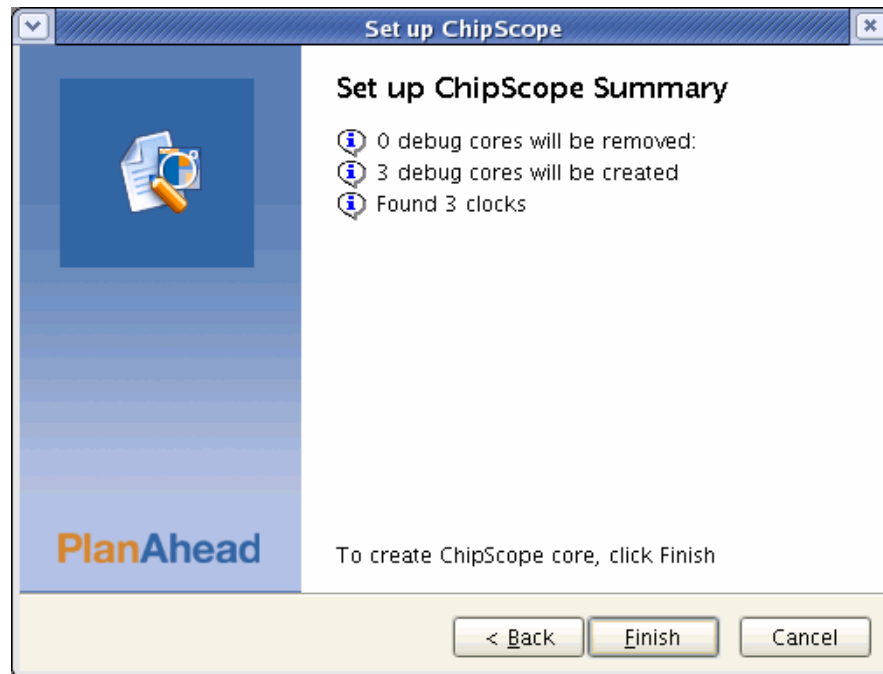 Set up ChipScope
Set up ChipScope Summary
0 debug cores will be removed:
3 debug cores will be created
Found 3 clocks
PlanAhead
To create ChipScope core, click Finish
< Back
Finish
Cancel